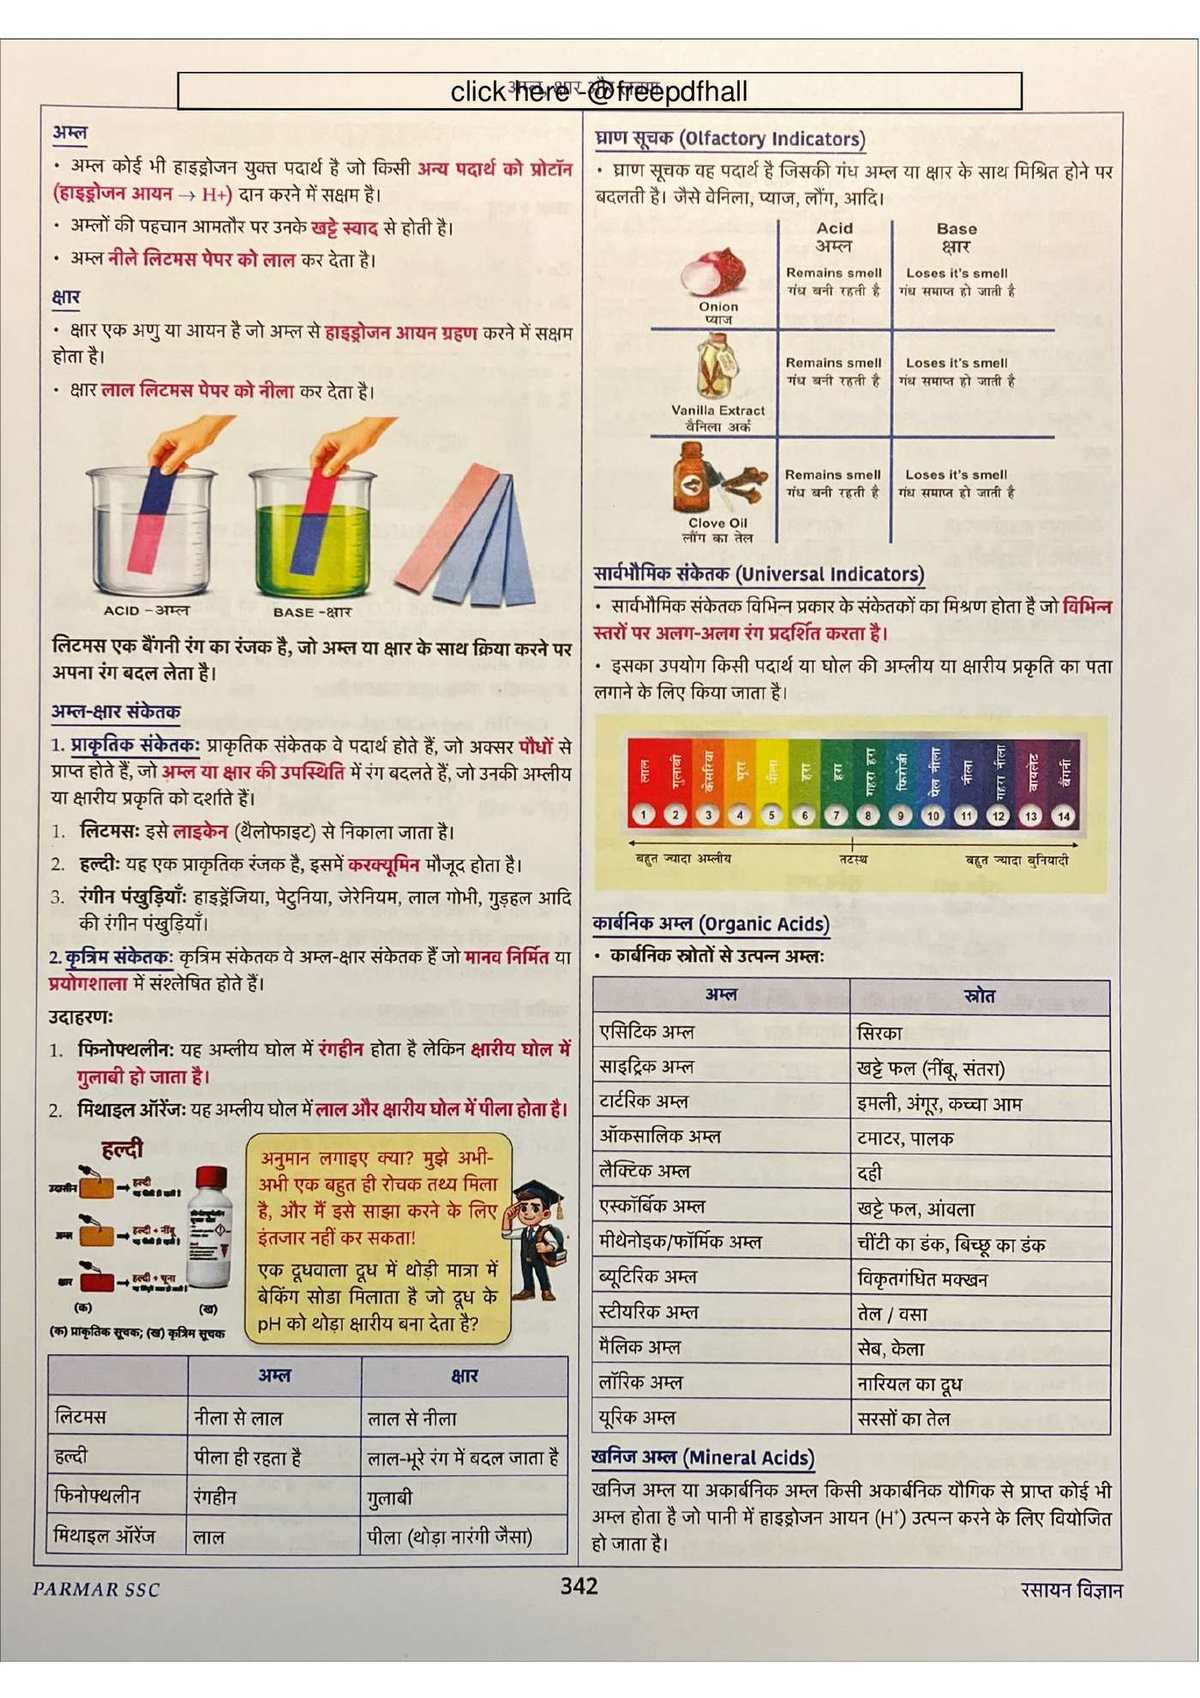 click here -@freepdfhall
अम्ल
• अम्ल कोई भी हाइड्रोजन युक्त पदार्थ है जो किसी अन्य पदार्थ को प्रोटॉन
(हाइड्रोजन आयन → H+) दान करने में सक्षम है।
• अम्लों की पहचान आमतौर पर उनके खट्टे स्वाद से होती है।
• अम्ल नीले लिटमस पेपर को लाल कर देता है।
क्षार
• क्षार एक अणु या आयन है जो अम्ल से हाइड्रोजन आयन ग्रहण करने में सक्षम
होता है।
• क्षार लाल लिटमस पेपर को नीला कर देता है।
ACID -अम्ल
BASE -क्षार
लिटमस एक बैंगनी रंग का रंजक है, जो अम्ल या क्षार के साथ क्रिया करने पर
अपना रंग बदल लेता है।
अम्ल-क्षार संकेतक
1. प्राकृतिक संकेतक: प्राकृतिक संकेतक वे पदार्थ होते हैं, जो अक्सर पौधों से
प्राप्त होते हैं, जो अम्ल या क्षार की उपस्थिति में रंग बदलते हैं, जो उनकी अम्लीय
या क्षारीय प्रकृति को दर्शाते हैं।
1. लिटमस: इसे लाइकेन (थैलोफाइट) से निकाला जाता है।
2. हल्दी: यह एक प्राकृतिक रंजक है, इसमें करक्यूमिन मौजूद होता है।
3. रंगीन पंखुड़ियाँ: हाइड्रेंजिया, पेटुनिया, जेरेनियम, लाल गोभी, गुड़हल आदि
की रंगीन पंखुड़ियाँ।
2. कृत्रिम संकेतक: कृत्रिम संकेतक वे अम्ल-क्षार संकेतक हैं जो मानव निर्मित या
प्रयोगशाला में संश्लेषित होते हैं।
उदाहरण:
1. फिनोफ्थलीन: यह अम्लीय घोल में रंगहीन होता है लेकिन क्षारीय घोल में
गुलाबी हो जाता है।
2. मिथाइल ऑरेंज: यह अम्लीय घोल में लाल और क्षारीय घोल में पीला होता है।
हल्दी
उदासीन
हल्दी
अम्ल
हल्दी + नींबू
क्षार
हल्दी + चूना
(क)
(ख)
(क) प्राकृतिक सूचक; (ख) कृत्रिम सूचक
अनुमान लगाइए क्या? मुझे अभी-
अभी एक बहुत ही रोचक तथ्य मिला
है, और मैं इसे साझा करने के लिए
इंतजार नहीं कर सकता!
एक दूधवाला दूध में थोड़ी मात्रा में
बेकिंग सोडा मिलाता है जो दूध के
pH को थोड़ा क्षारीय बना देता है?
अम्ल क्षार
लिटमस नीला से लाल लाल से नीला
हल्दी पीला ही रहता है लाल-भूरे रंग में बदल जाता है
फिनोफ्थलीन रंगहीन गुलाबी
मिथाइल ऑरेंज लाल पीला (थोड़ा नारंगी जैसा)
घ्राण सूचक (Olfactory Indicators)
• घ्राण सूचक वह पदार्थ है जिसकी गंध अम्ल या क्षार के साथ मिश्रित होने पर
बदलती है। जैसे वेनिला, प्याज, लौंग, आदि।
Acid Base
अम्ल क्षार
Remains smell Loses it's smell
गंध बनी रहती है गंध समाप्त हो जाती है
Onion
प्याज
Remains smell Loses it's smell
गंध बनी रहती है गंध समाप्त हो जाती है
Vanilla Extract
वैनिला अर्क
Remains smell Loses it's smell
गंध बनी रहती है गंध समाप्त हो जाती है
Clove Oil
लौंग का तेल
सार्वभौमिक संकेतक (Universal Indicators)
• सार्वभौमिक संकेतक विभिन्न प्रकार के संकेतकों का मिश्रण होता है जो विभिन्न
स्तरों पर अलग-अलग रंग प्रदर्शित करता है।
• इसका उपयोग किसी पदार्थ या घोल की अम्लीय या क्षारीय प्रकृति का पता
लगाने के लिए किया जाता है।
लाल गुलाबी केसरिया पीला हरा हरा गहरा हरा फिरोज़ी पेल नीला नीला गहरा नीला वायलेट बैंगनी
1 2 3 4 5 6 7 8 9 10 11 12 13 14
बहुत ज्यादा अम्लीय तटस्थ बहुत ज्यादा बुनियादी
कार्बनिक अम्ल (Organic Acids)
• कार्बनिक स्रोतों से उत्पन्न अम्ल:
अम्ल स्रोत
एसिटिक अम्ल सिरका
साइट्रिक अम्ल खट्टे फल (नींबू, संतरा)
टार्टरिक अम्ल इमली, अंगूर, कच्चा आम
ऑकसालिक अम्ल टमाटर, पालक
लैक्टिक अम्ल दही
एस्कॉर्बिक अम्ल खट्टे फल, आंवला
मीथेनोइक/फॉर्मिक अम्ल चींटी का डंक, बिच्छू का डंक
ब्यूटिरिक अम्ल विकृतगंधित मक्खन
स्टीयरिक अम्ल तेल / वसा
मैलिक अम्ल सेब, केला
लॉरिक अम्ल नारियल का दूध
यूरिक अम्ल सरसों का तेल
खनिज अम्ल (Mineral Acids)
खनिज अम्ल या अकार्बनिक अम्ल किसी अकार्बनिक यौगिक से प्राप्त कोई भी
अम्ल होता है जो पानी में हाइड्रोजन आयन (H⁺) उत्पन्न करने के लिए वियोजित
हो जाता है।
PARMAR SSC
342
रसायन विज्ञान